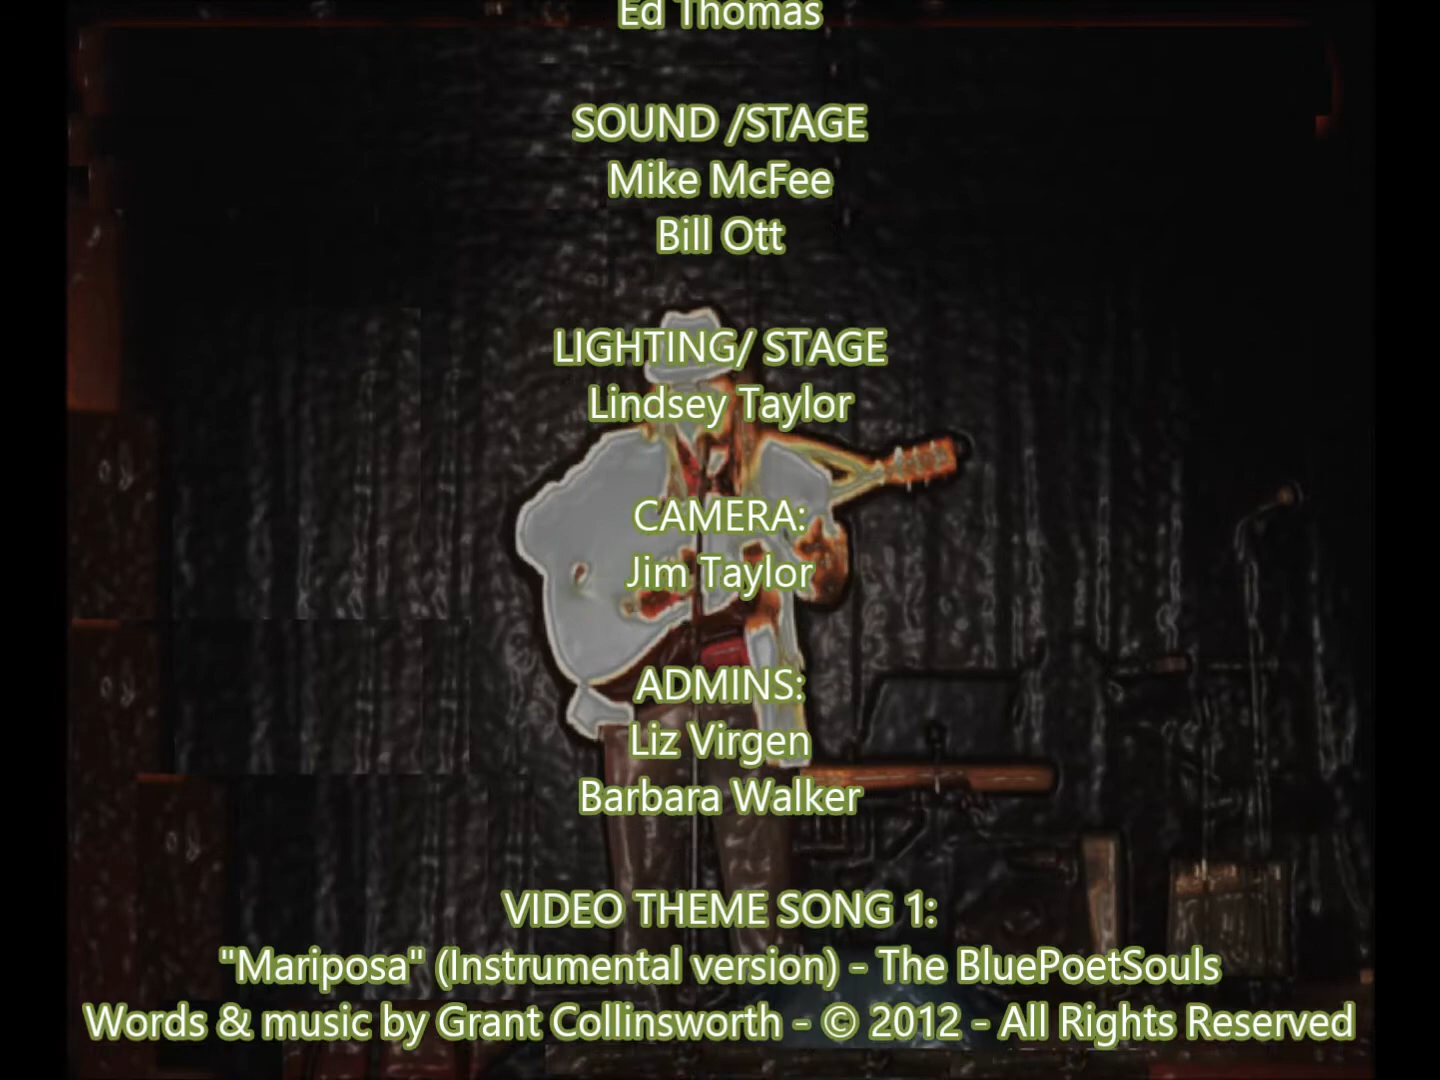 Ed Thomas
SOUND /STAGE
Mike McFee
Bill Ott
LIGHTING/ STAGE
Lindsey Taylor
CAMERA:
Jim Taylor
ADMINS:
Liz Virgen
Barbara Walker
VIDEO THEME SONG 1:
"Mariposa" (Instrumental version) - The BluePoetSouls
Words & music by Grant Collinsworth - © 2012 - All Rights Reserved